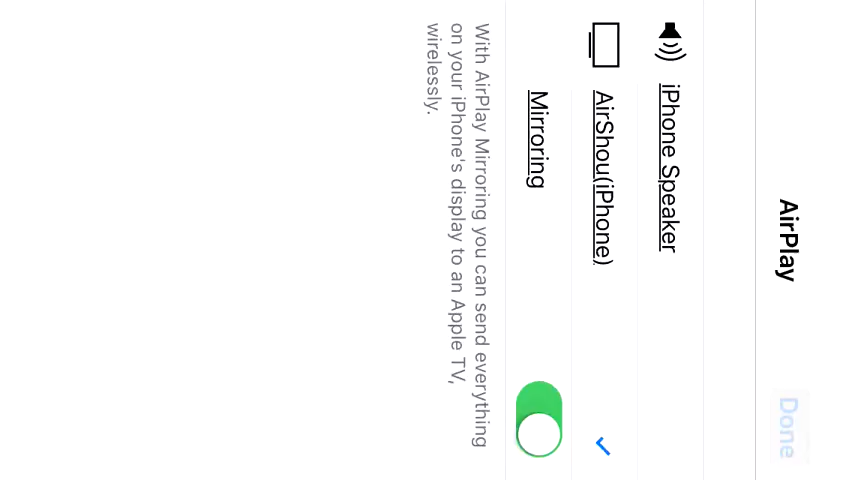 AirPlay
Done
iPhone Speaker
AirShou(iPhone)
Mirroring
With AirPlay Mirroring you can send everything
on your iPhone's display to an Apple TV,
wirelessly.